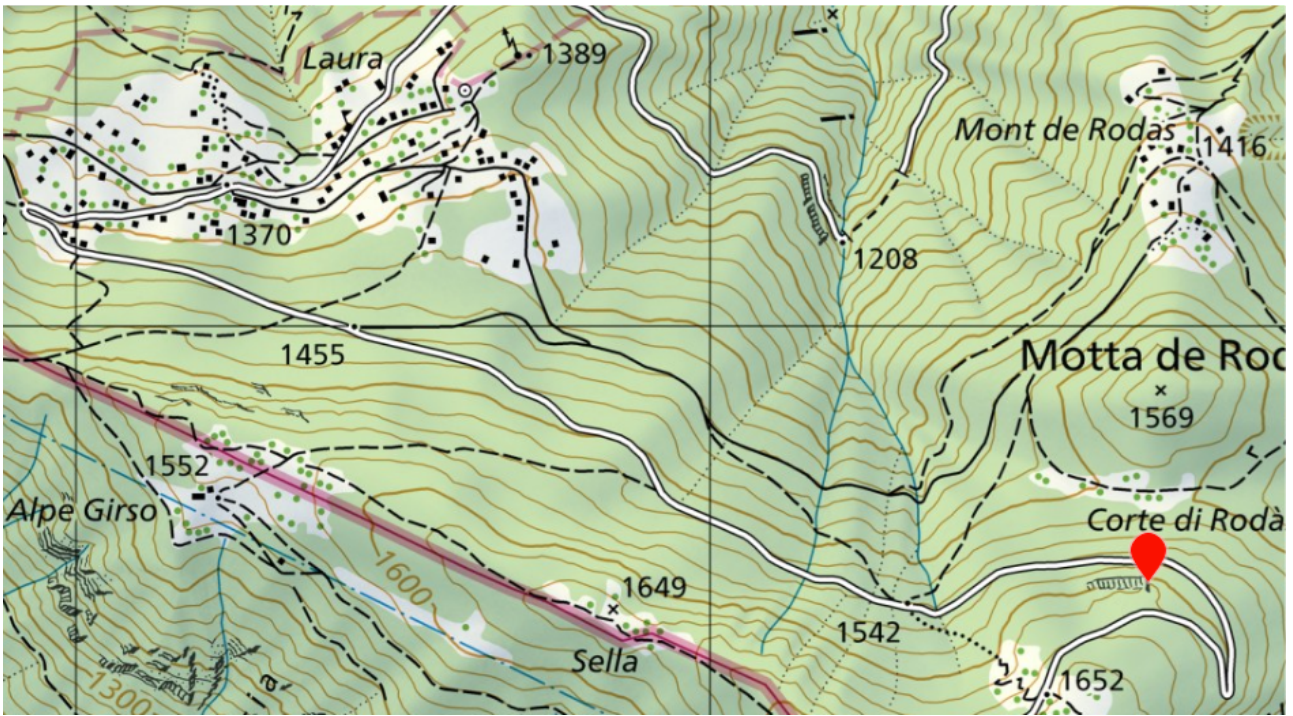 Laura
1389
Mont de Rodas
1416
1370
1208
1455
Motta de Rod
1569
1552
Alpe Girso
Corte di Rodà
1600
1649
1542
Sella
1652
1300